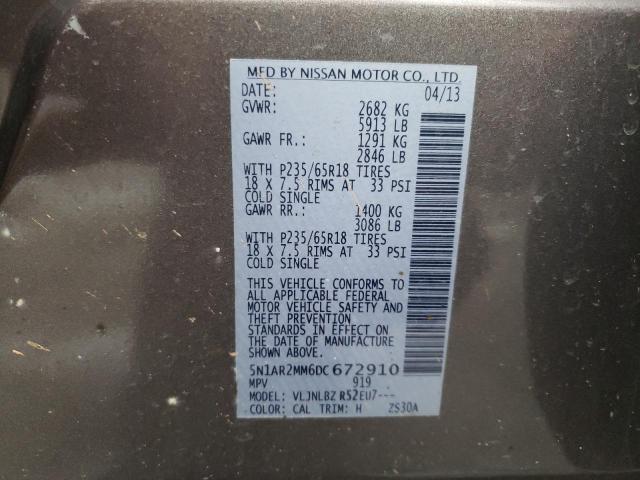 MFD BY NISSAN MOTOR CO., LTD.
DATE: 04/13
GVWR: 2682 KG
5913 LB
GAWR FR.: 1291 KG
2846 LB
WITH P235/65R18 TIRES
18 X 7.5 RIMS AT 33 PSI
COLD SINGLE
GAWR RR.: 1400 KG
3086 LB
WITH P235/65R18 TIRES
18 X 7.5 RIMS AT 33 PSI
COLD SINGLE
THIS VEHICLE CONFORMS TO
ALL APPLICABLE FEDERAL
MOTOR VEHICLE SAFETY AND
THEFT PREVENTION
STANDARDS IN EFFECT ON
THE DATE OF MANUFACTURE
SHOWN ABOVE.
5N1AR2MM6DC672910
MPV 919
MODEL: VLJNLBZ R52EU7---
COLOR: CAL TRIM: H ZS30A